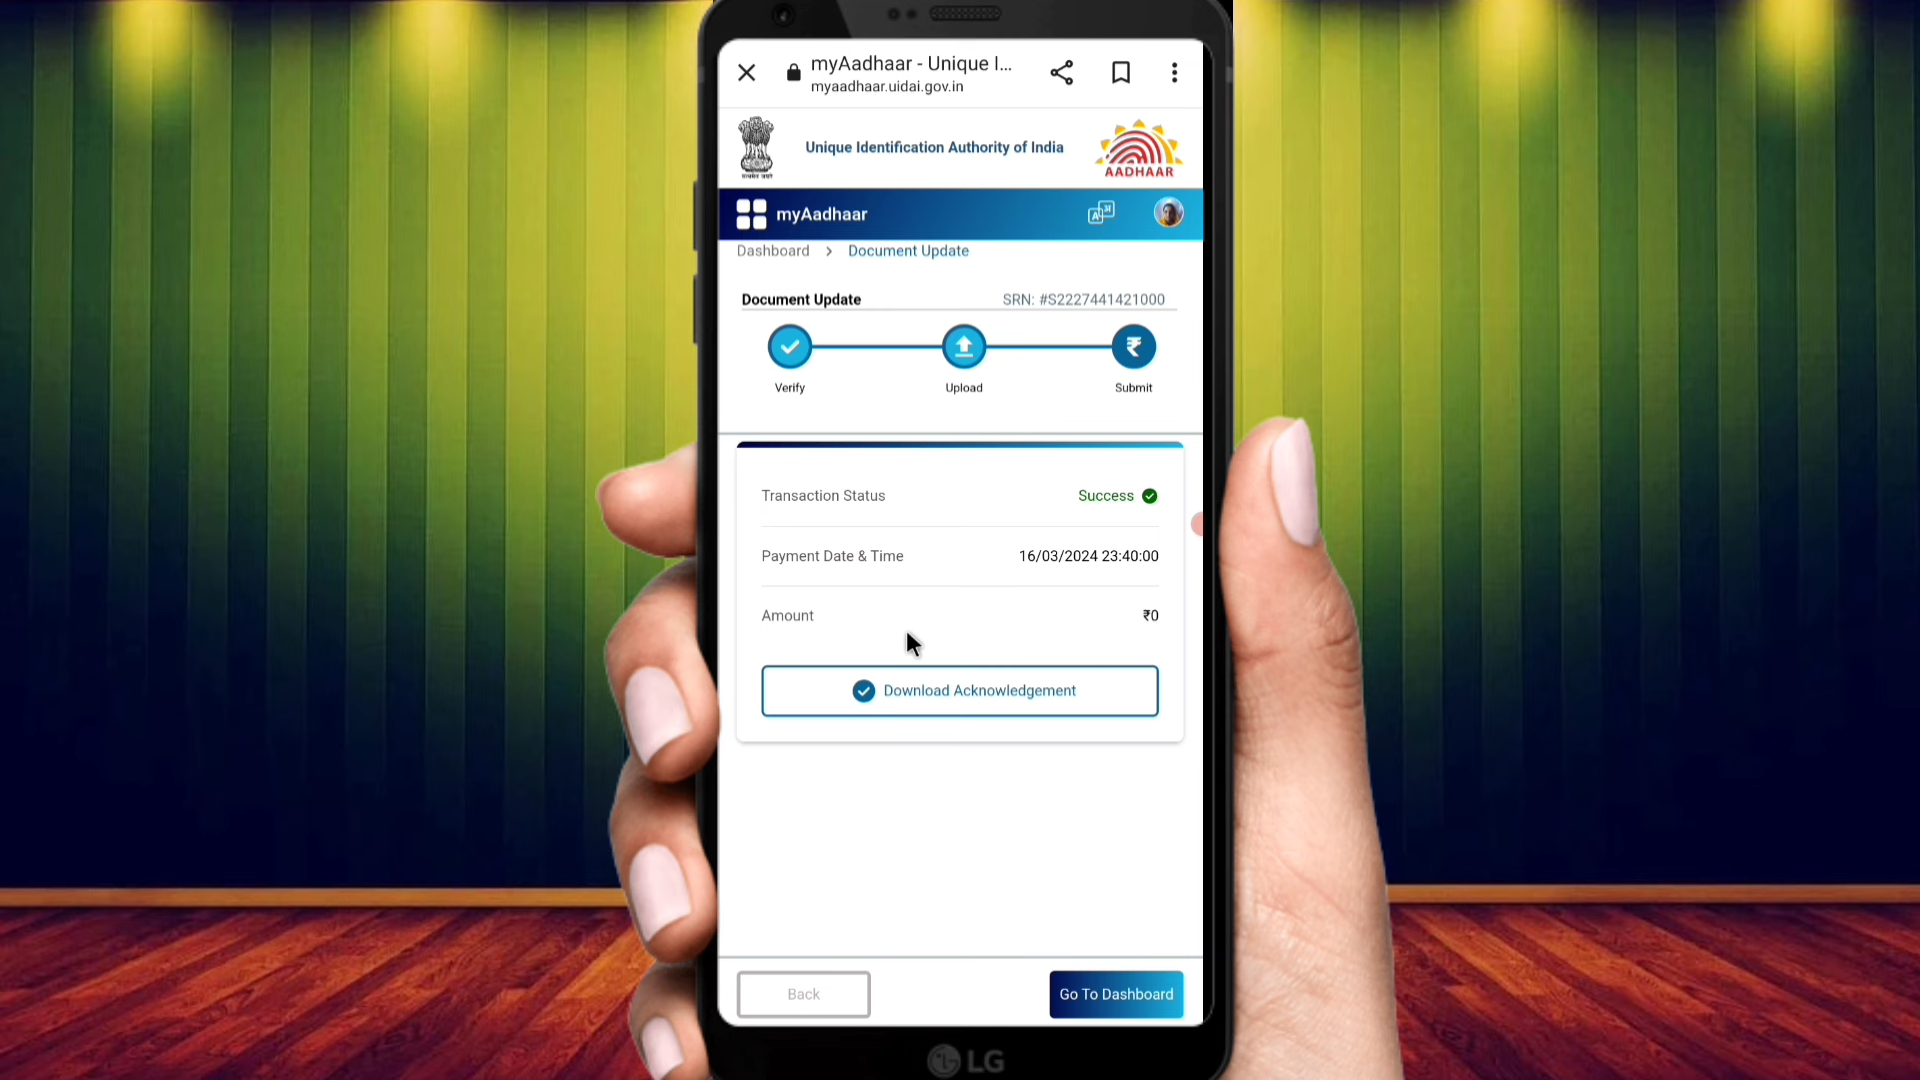 myAadhaar - Unique I...
myaadhaar.uidai.gov.in
Unique Identification Authority of India
AADHAAR
myAadhaar
Dashboard > Document Update
Document Update SRN: #S2227441421000
Verify Upload Submit
Transaction Status Success
Payment Date & Time 16/03/2024 23:40:00
Amount ₹0
Download Acknowledgement
Back Go To Dashboard
LG